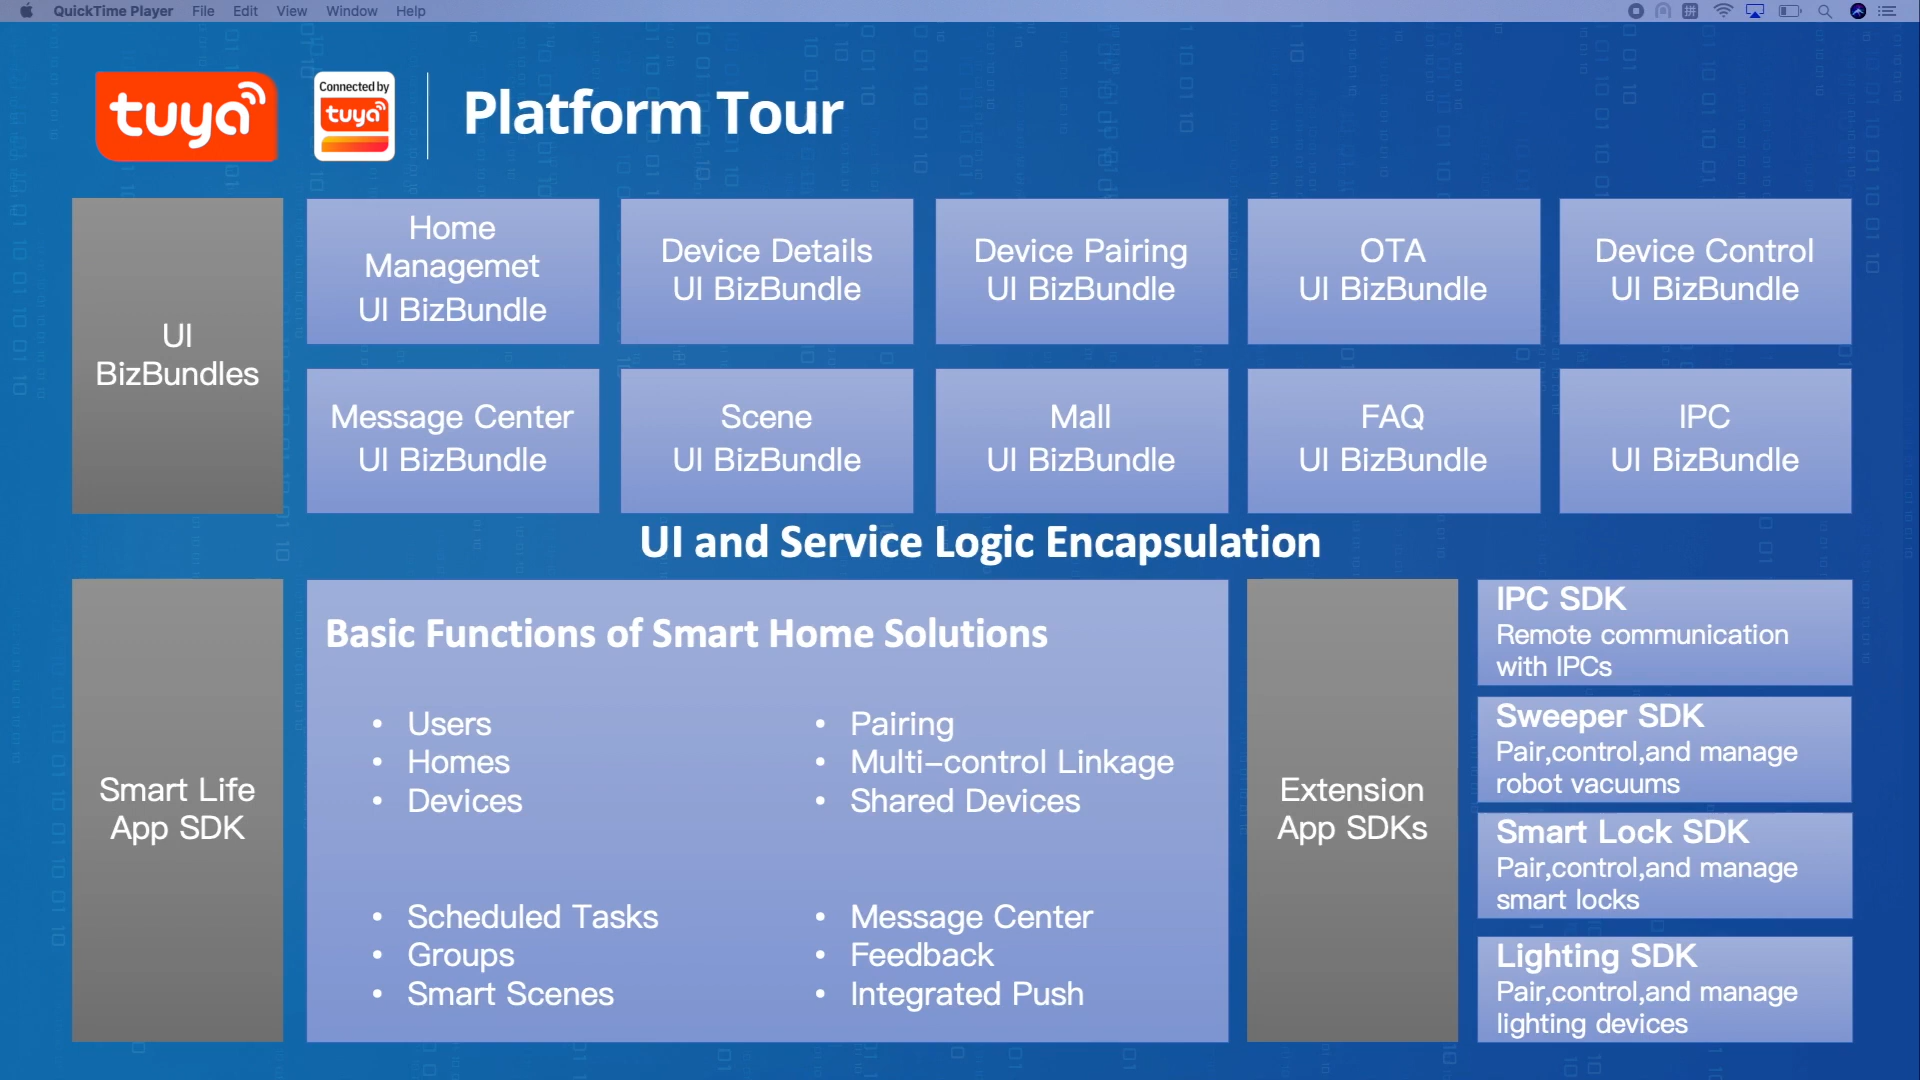 QuickTime Player File Edit View Window Help
拼
tuya
Connected by
tuya
Platform Tour
UI
BizBundles
Home
Managemet
UI BizBundle
Device Details
UI BizBundle
Device Pairing
UI BizBundle
OTA
UI BizBundle
Device Control
UI BizBundle
Message Center
UI BizBundle
Scene
UI BizBundle
Mall
UI BizBundle
FAQ
UI BizBundle
IPC
UI BizBundle
UI and Service Logic Encapsulation
Smart Life
App SDK
Basic Functions of Smart Home Solutions
• Users
• Homes
• Devices
• Pairing
• Multi-control Linkage
• Shared Devices
• Scheduled Tasks
• Groups
• Smart Scenes
• Message Center
• Feedback
• Integrated Push
Extension
App SDKs
IPC SDK
Remote communication
with IPCs
Sweeper SDK
Pair,control,and manage
robot vacuums
Smart Lock SDK
Pair,control,and manage
smart locks
Lighting SDK
Pair,control,and manage
lighting devices